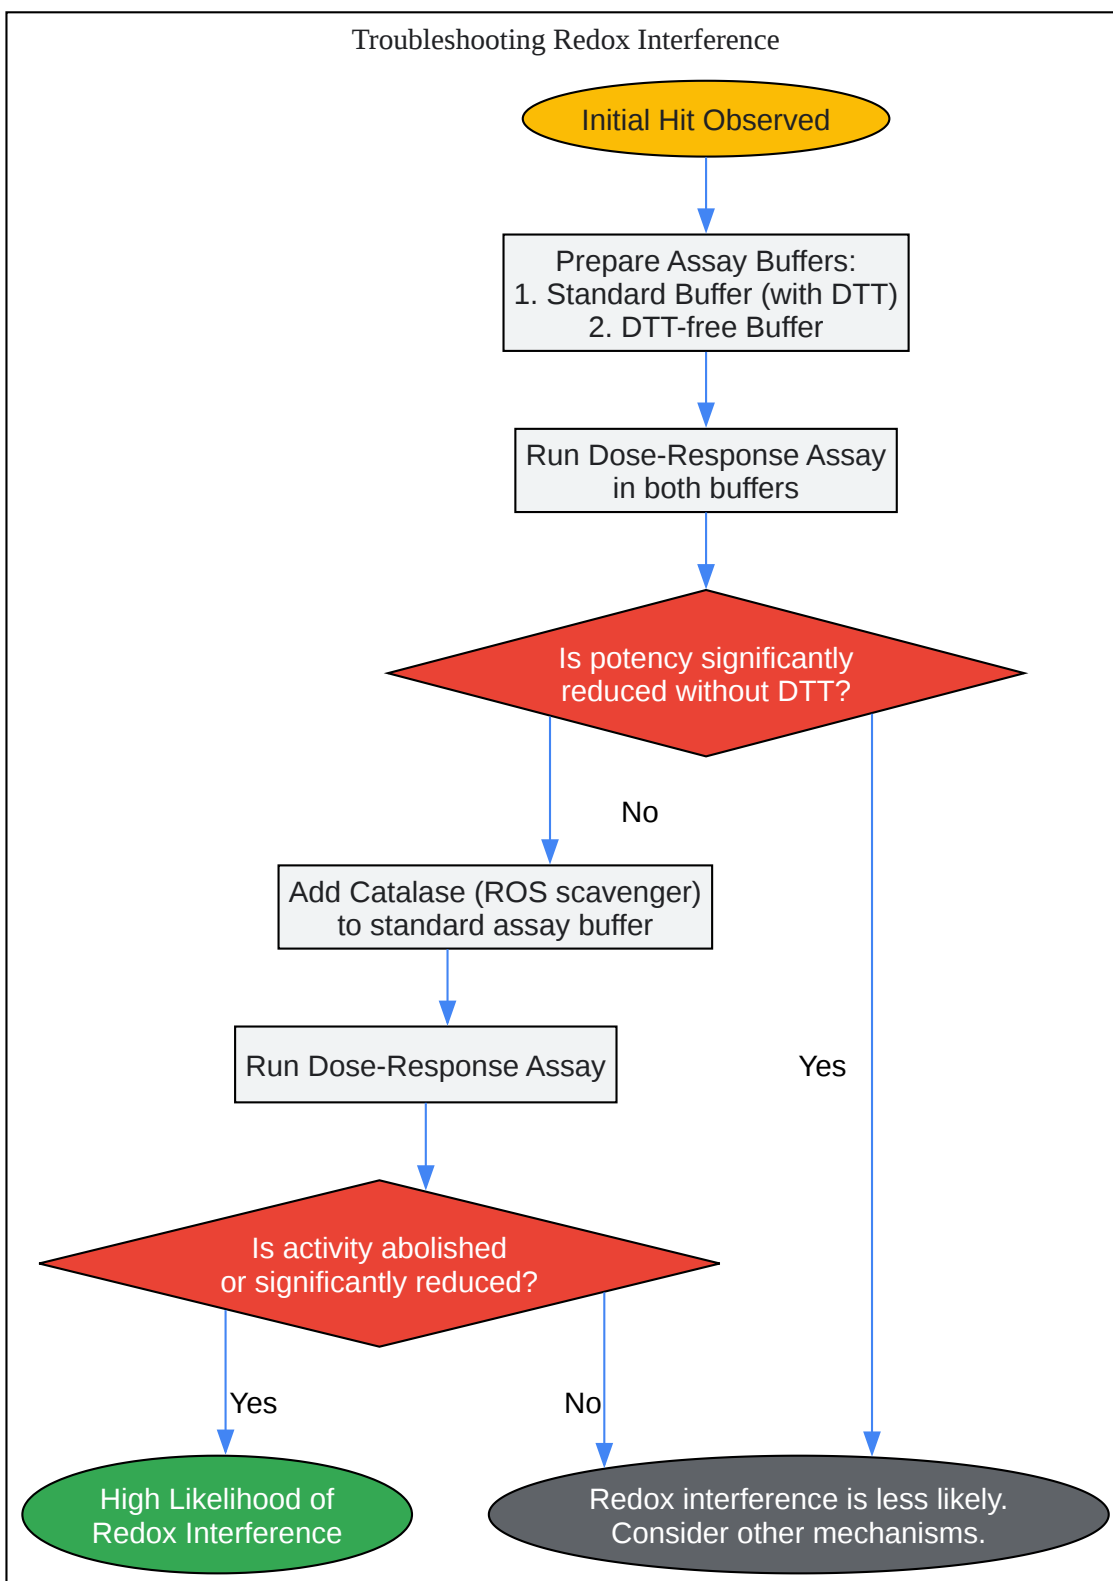 Troubleshooting Redox Interference
Initial Hit Observed
Prepare Assay Buffers:
1. Standard Buffer (with DTT)
2. DTT-free Buffer
Run Dose-Response Assay
in both buffers
Is potency significantly
reduced without DTT?
No
Add Catalase (ROS scavenger)
to standard assay buffer
Run Dose-Response Assay
Yes
Is activity abolished
or significantly reduced?
Yes
No
High Likelihood of
Redox Interference
Redox interference is less likely.
Consider other mechanisms.